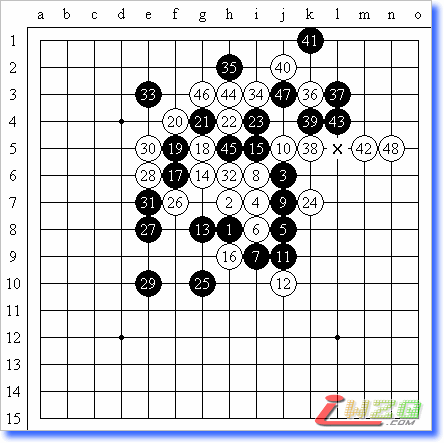 a b c d e f g h i j k l m n o
1 41
2 35 40
3 33 46 44 34 47 36 37
4 20 21 22 23 39 43
5 30 19 18 45 15 10 38 × 42 48
6 28 17 14 32 8 3
7 31 26 2 4 9 24
8 27 13 1 6 5
9 16 7 11
10 29 25 12
11
12
13
14
15
iWZQ
.COM